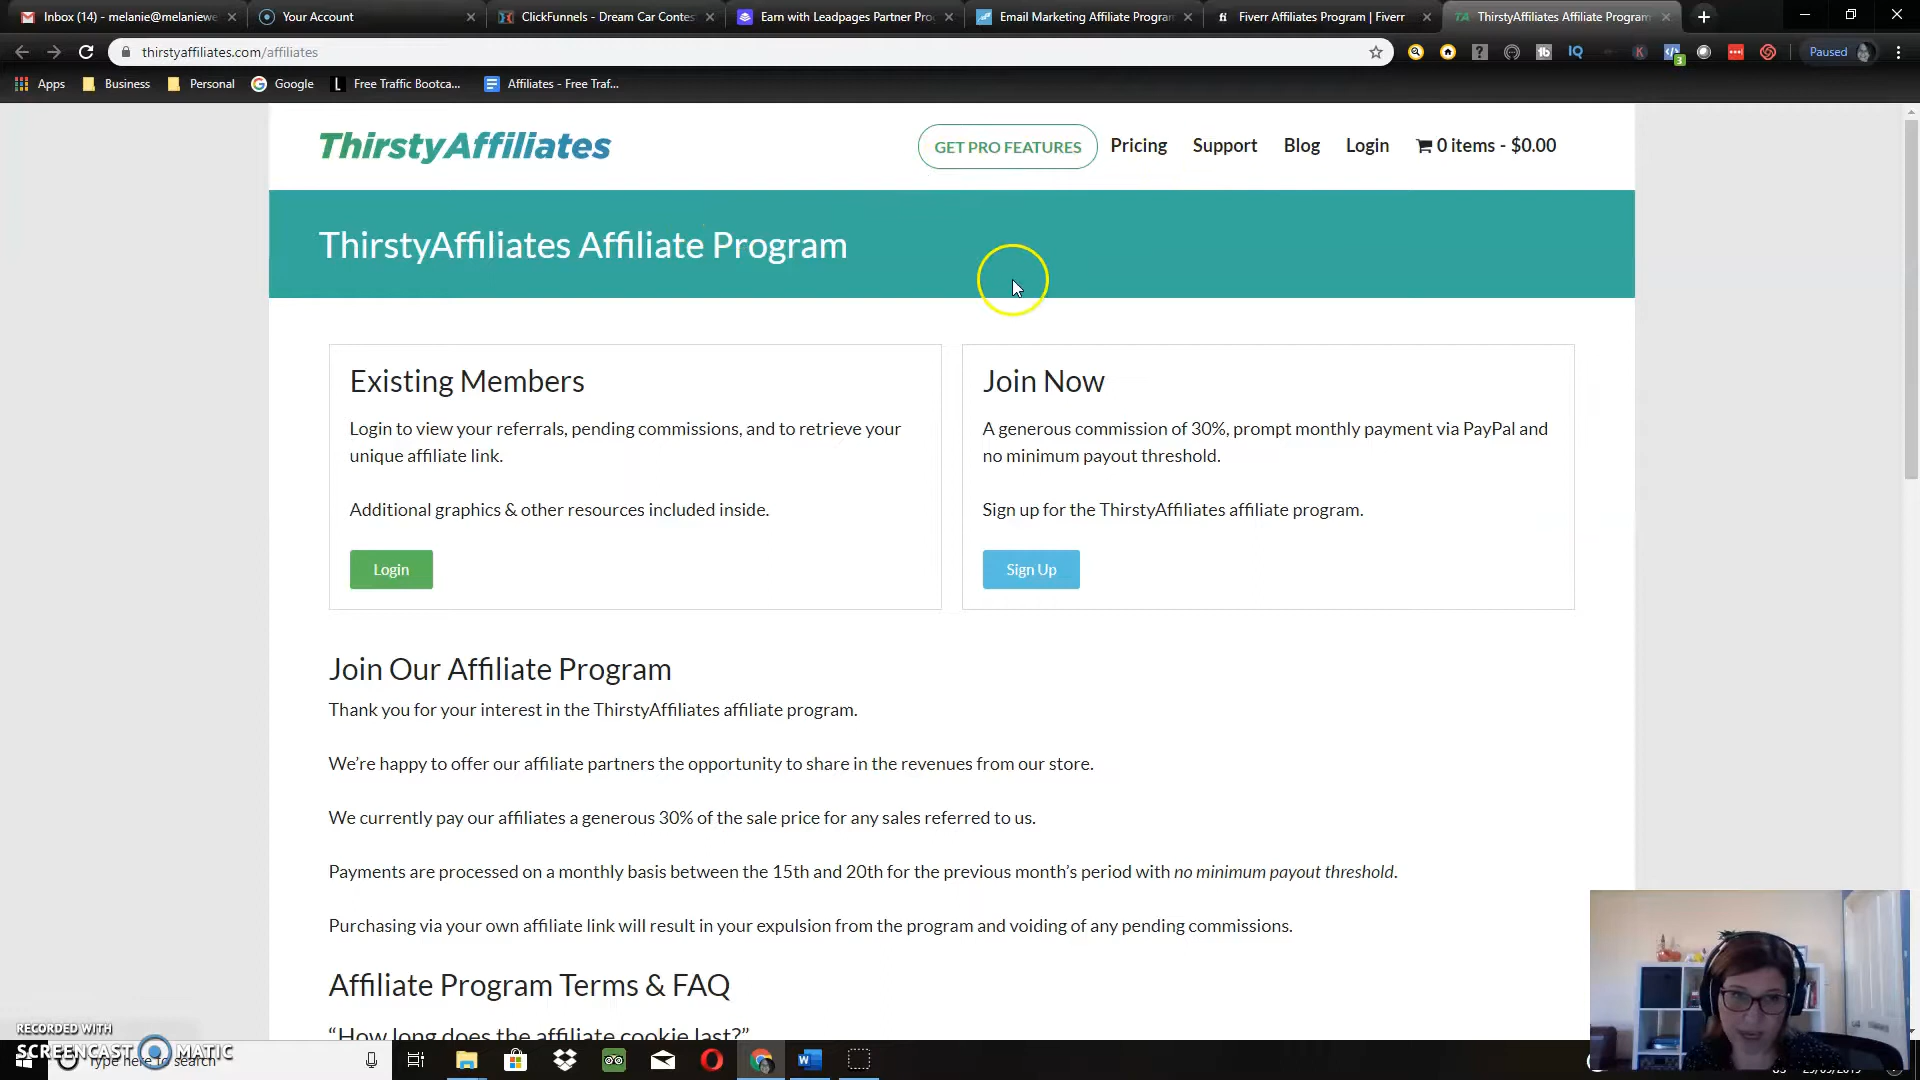 Inbox (14) - melanie@melaniewe
Your Account
ClickFunnels - Dream Car Contes
Earn with Leadpages Partner Pro
Email Marketing Affiliate Program
Fiverr Affiliates Program | Fiverr
ThirstyAffiliates Affiliate Program
thirstyaffiliates.com/affiliates
Paused
Apps
Business
Personal
Google
Free Traffic Bootca...
Affiliates - Free Traf...
ThirstyAffiliates
GET PRO FEATURES
Pricing
Support
Blog
Login
0 items - $0.00
ThirstyAffiliates Affiliate Program
Existing Members
Login to view your referrals, pending commissions, and to retrieve your
unique affiliate link.
Additional graphics & other resources included inside.
Login
Join Now
A generous commission of 30%, prompt monthly payment via PayPal and
no minimum payout threshold.
Sign up for the ThirstyAffiliates affiliate program.
Sign Up
Join Our Affiliate Program
Thank you for your interest in the ThirstyAffiliates affiliate program.
We're happy to offer our affiliate partners the opportunity to share in the revenues from our store.
We currently pay our affiliates a generous 30% of the sale price for any sales referred to us.
Payments are processed on a monthly basis between the 15th and 20th for the previous month's period with no minimum payout threshold.
Purchasing via your own affiliate link will result in your expulsion from the program and voiding of any pending commissions.
Affiliate Program Terms & FAQ
"How long does the affiliate cookie last?"
RECORDED WITH
SCREENCAST MATIC
Type here to search